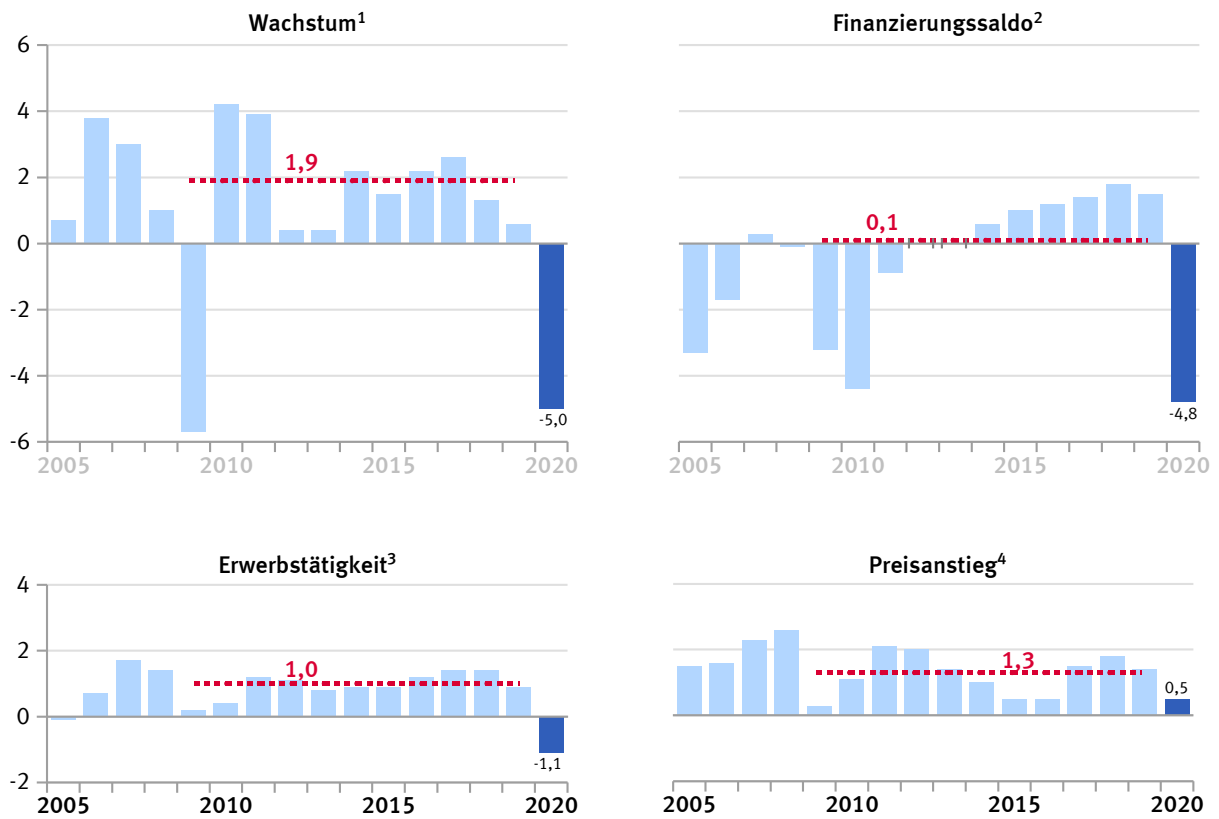 Wachstum¹
6
4
2
0
-2
-4
-6
1,9
-5,0
2005 2010 2015 2020
Finanzierungssaldo²
0,1
-4,8
2005 2010 2015 2020
Erwerbstätigkeit³
4
2
0
-2
1,0
-1,1
2005 2010 2015 2020
Preisanstieg⁴
1,3
0,5
2005 2010 2015 2020